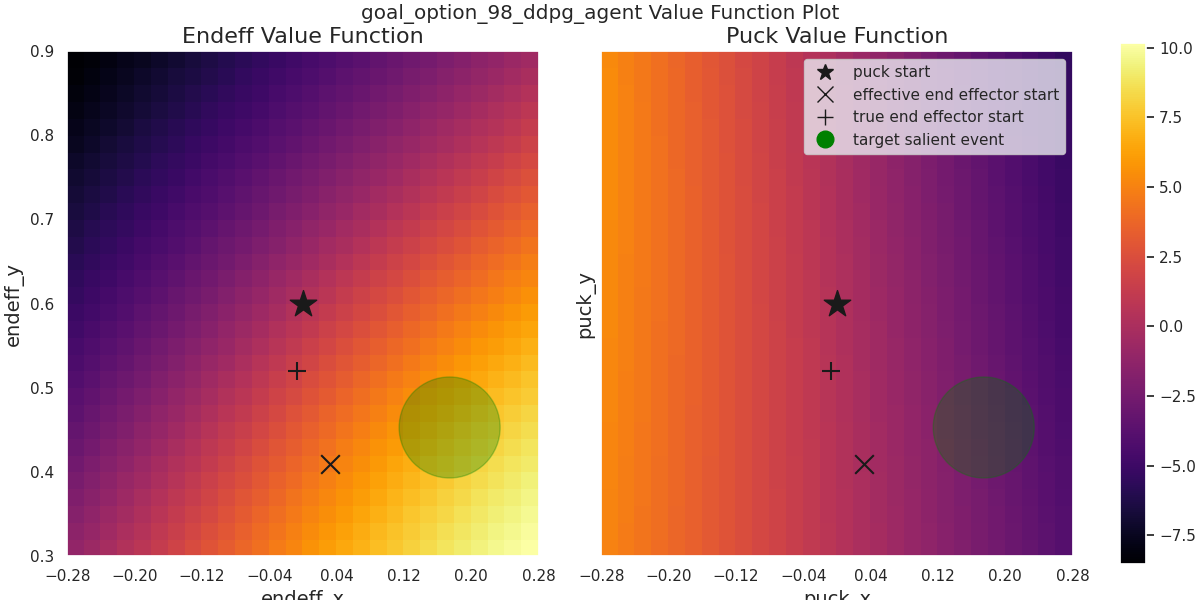 goal_option_98_ddpg_agent Value Function Plot
Endeff Value Function
Puck Value Function
0.9
0.8
0.7
0.6
0.5
0.4
0.3
endeff_y
−0.28 −0.20 −0.12 −0.04 0.04 0.12 0.20 0.28
endeff_x
puck_y
puck start
effective end effector start
true end effector start
target salient event
−0.28 −0.20 −0.12 −0.04 0.04 0.12 0.20 0.28
puck_x
10.0
7.5
5.0
2.5
0.0
−2.5
−5.0
−7.5